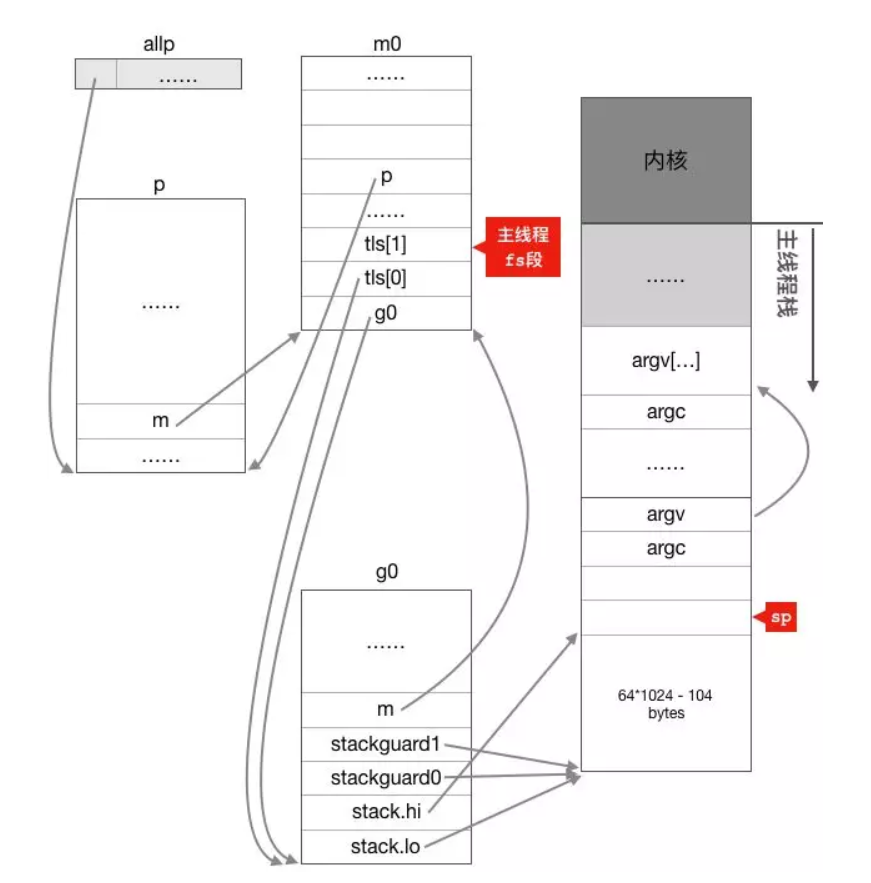 allp
......
p
......
m
......
m0
......
p
......
tls[1]
tls[0]
g0
主线程
fs段
g0
......
m
stackguard1
stackguard0
stack.hi
stack.lo
内核
主线程栈
......
argv[...]
argc
......
argv
argc
sp
64*1024 - 104
bytes